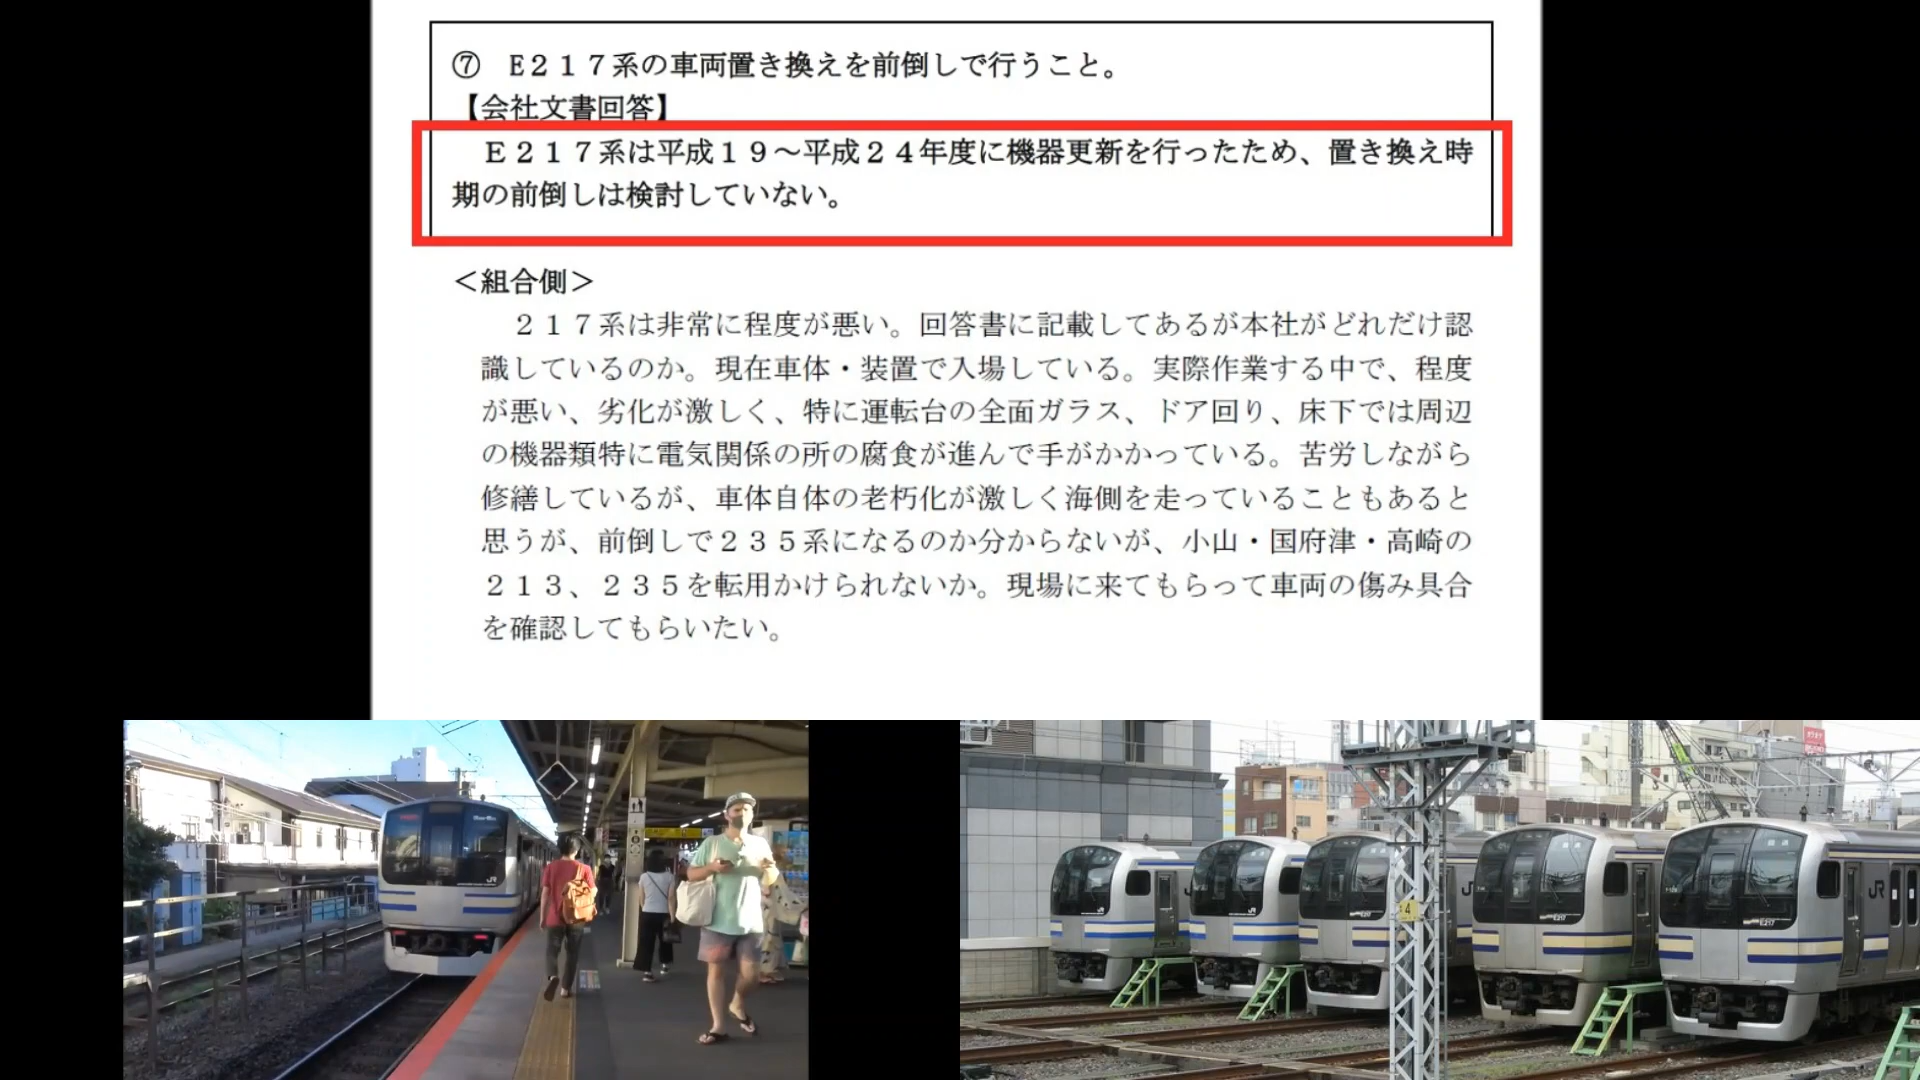 ⑦　E２１７系の車両置き換えを前倒しで行うこと。
【会社文書回答】
　Ｅ２１７系は平成１９～平成２４年度に機器更新を行ったため、置き換え時
期の前倒しは検討していない。
＜組合側＞
　２１７系は非常に程度が悪い。回答書に記載してあるが本社がどれだけ認
識しているのか。現在車体・装置で入場している。実際作業する中で、程度
が悪い、劣化が激しく、特に運転台の全面ガラス、ドア回り、床下では周辺
の機器類特に電気関係の所の腐食が進んで手がかかっている。苦労しながら
修繕しているが、車体自体の老朽化が激しく海側を走っていることもあると
思うが、前倒しで２３５系になるのか分からないが、小山・国府津・高崎の
２１３、２３５を転用かけられないか。現場に来てもらって車両の傷み具合
を確認してもらいたい。
JR
JR
E217
4
E217
JR
E217
JR